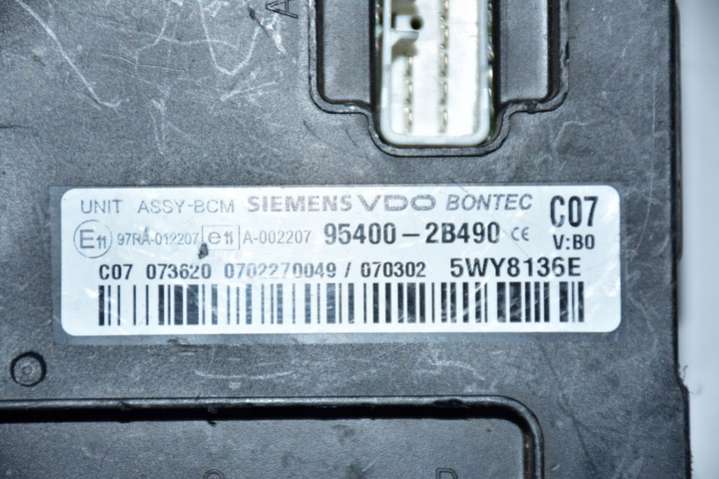 UNIT ASSY-BCM SIEMENS VDO BONTEC C07
E11 97RA-012207 e11 A-002207 95400-2B490 CE V:B0
C07 073620 0702270049/070302 5WY8136E